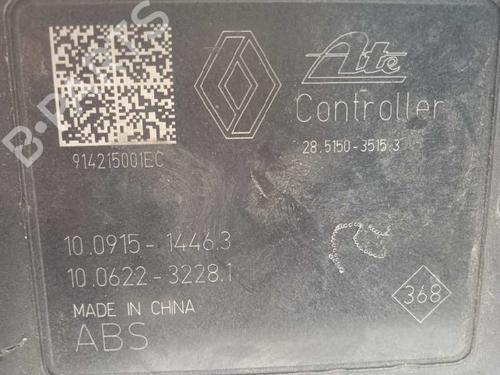 B-PARTS
Ate
Controller
914215001EC
28.5150-3515.3
10.0915-1446.3
10.0622-3228.1
368
MADE IN CHINA
ABS